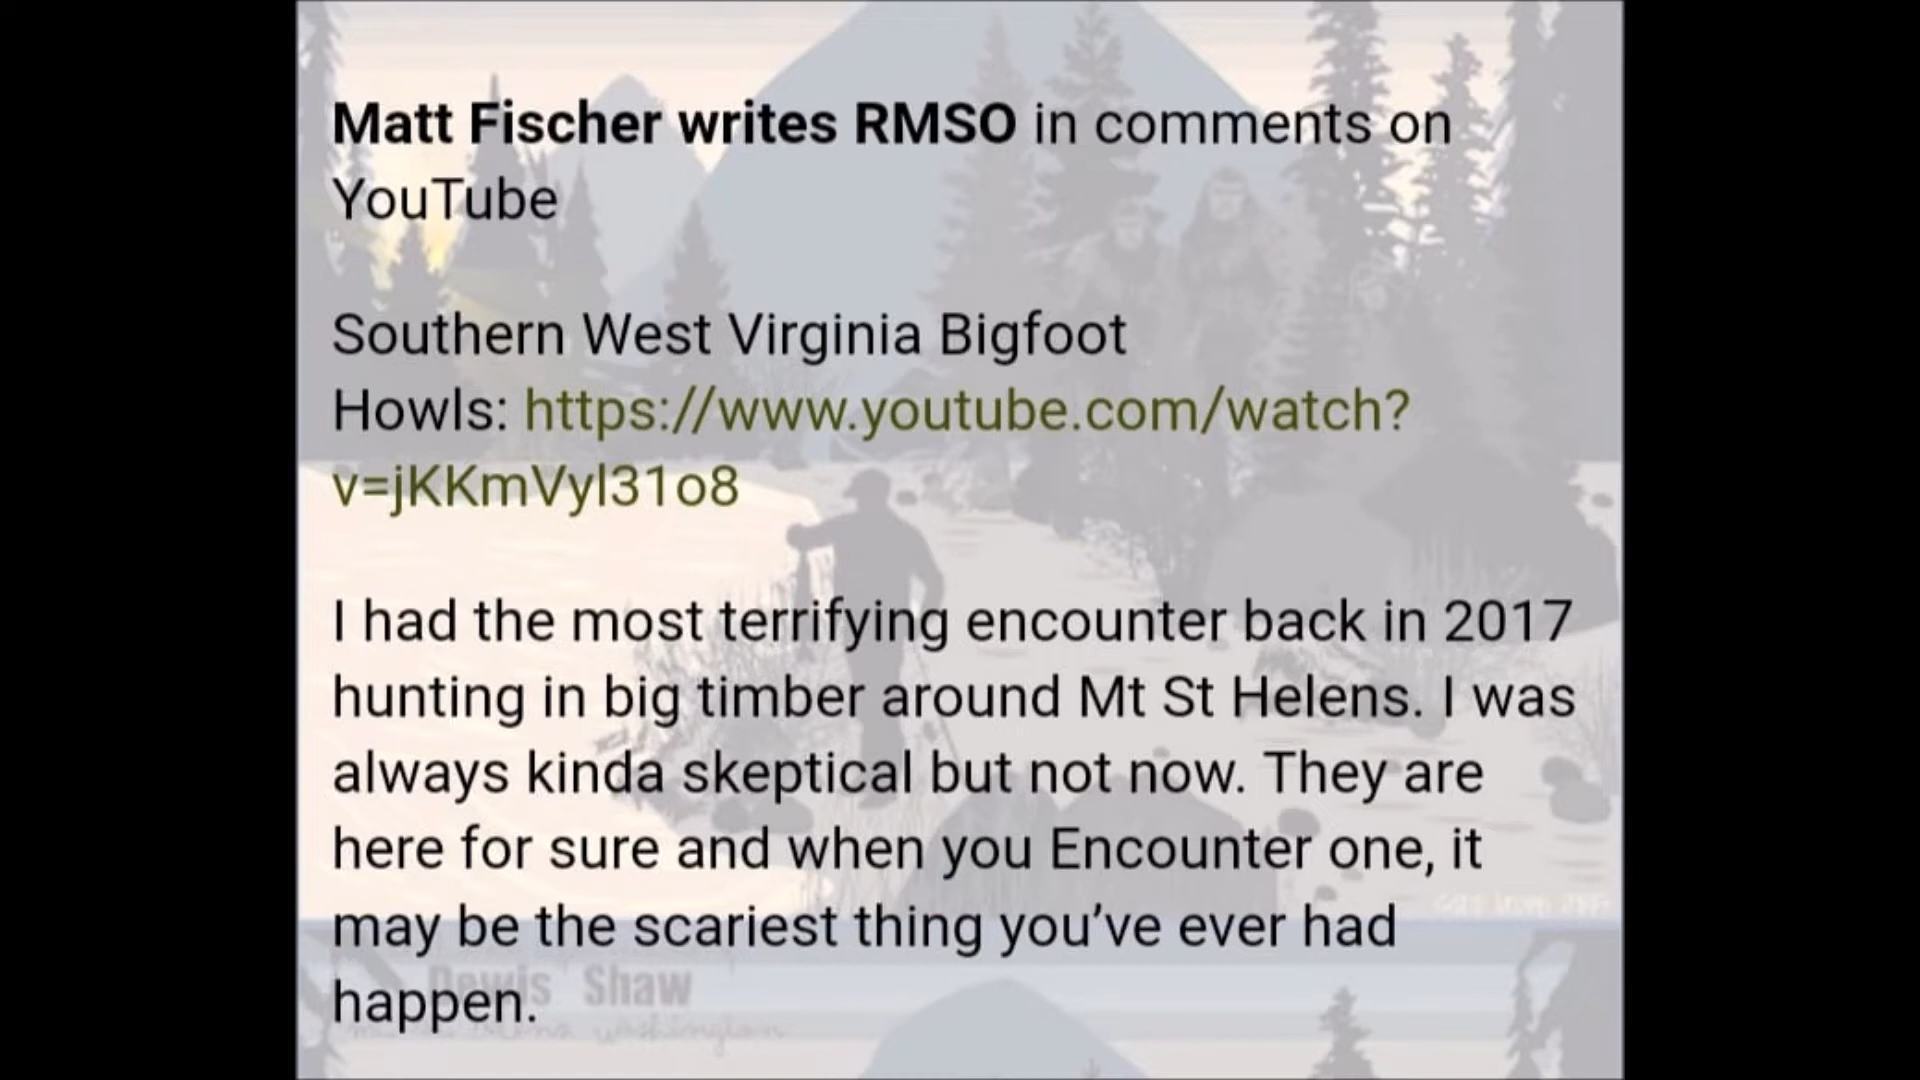 Matt Fischer writes RMSO in comments on
YouTube
Southern West Virginia Bigfoot
Howls: https://www.youtube.com/watch?
v=jKKmVyl31o8
I had the most terrifying encounter back in 2017
hunting in big timber around Mt St Helens. I was
always kinda skeptical but not now. They are
here for sure and when you Encounter one, it
may be the scariest thing you’ve ever had
Shaw
happen.